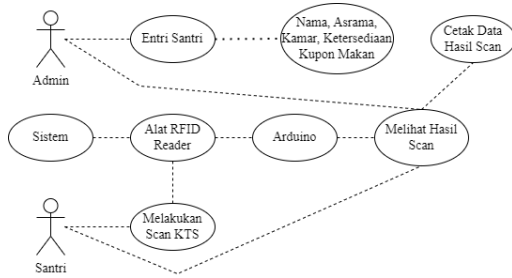 Admin
Entri Santri
Nama, Asrama,
Kamar, Ketersediaan
Kupon Makan
Cetak Data
Hasil Scan
Sistem
Alat RFID
Reader
Arduino
Melihat Hasil
Scan
Melakukan
Scan KTS
Santri